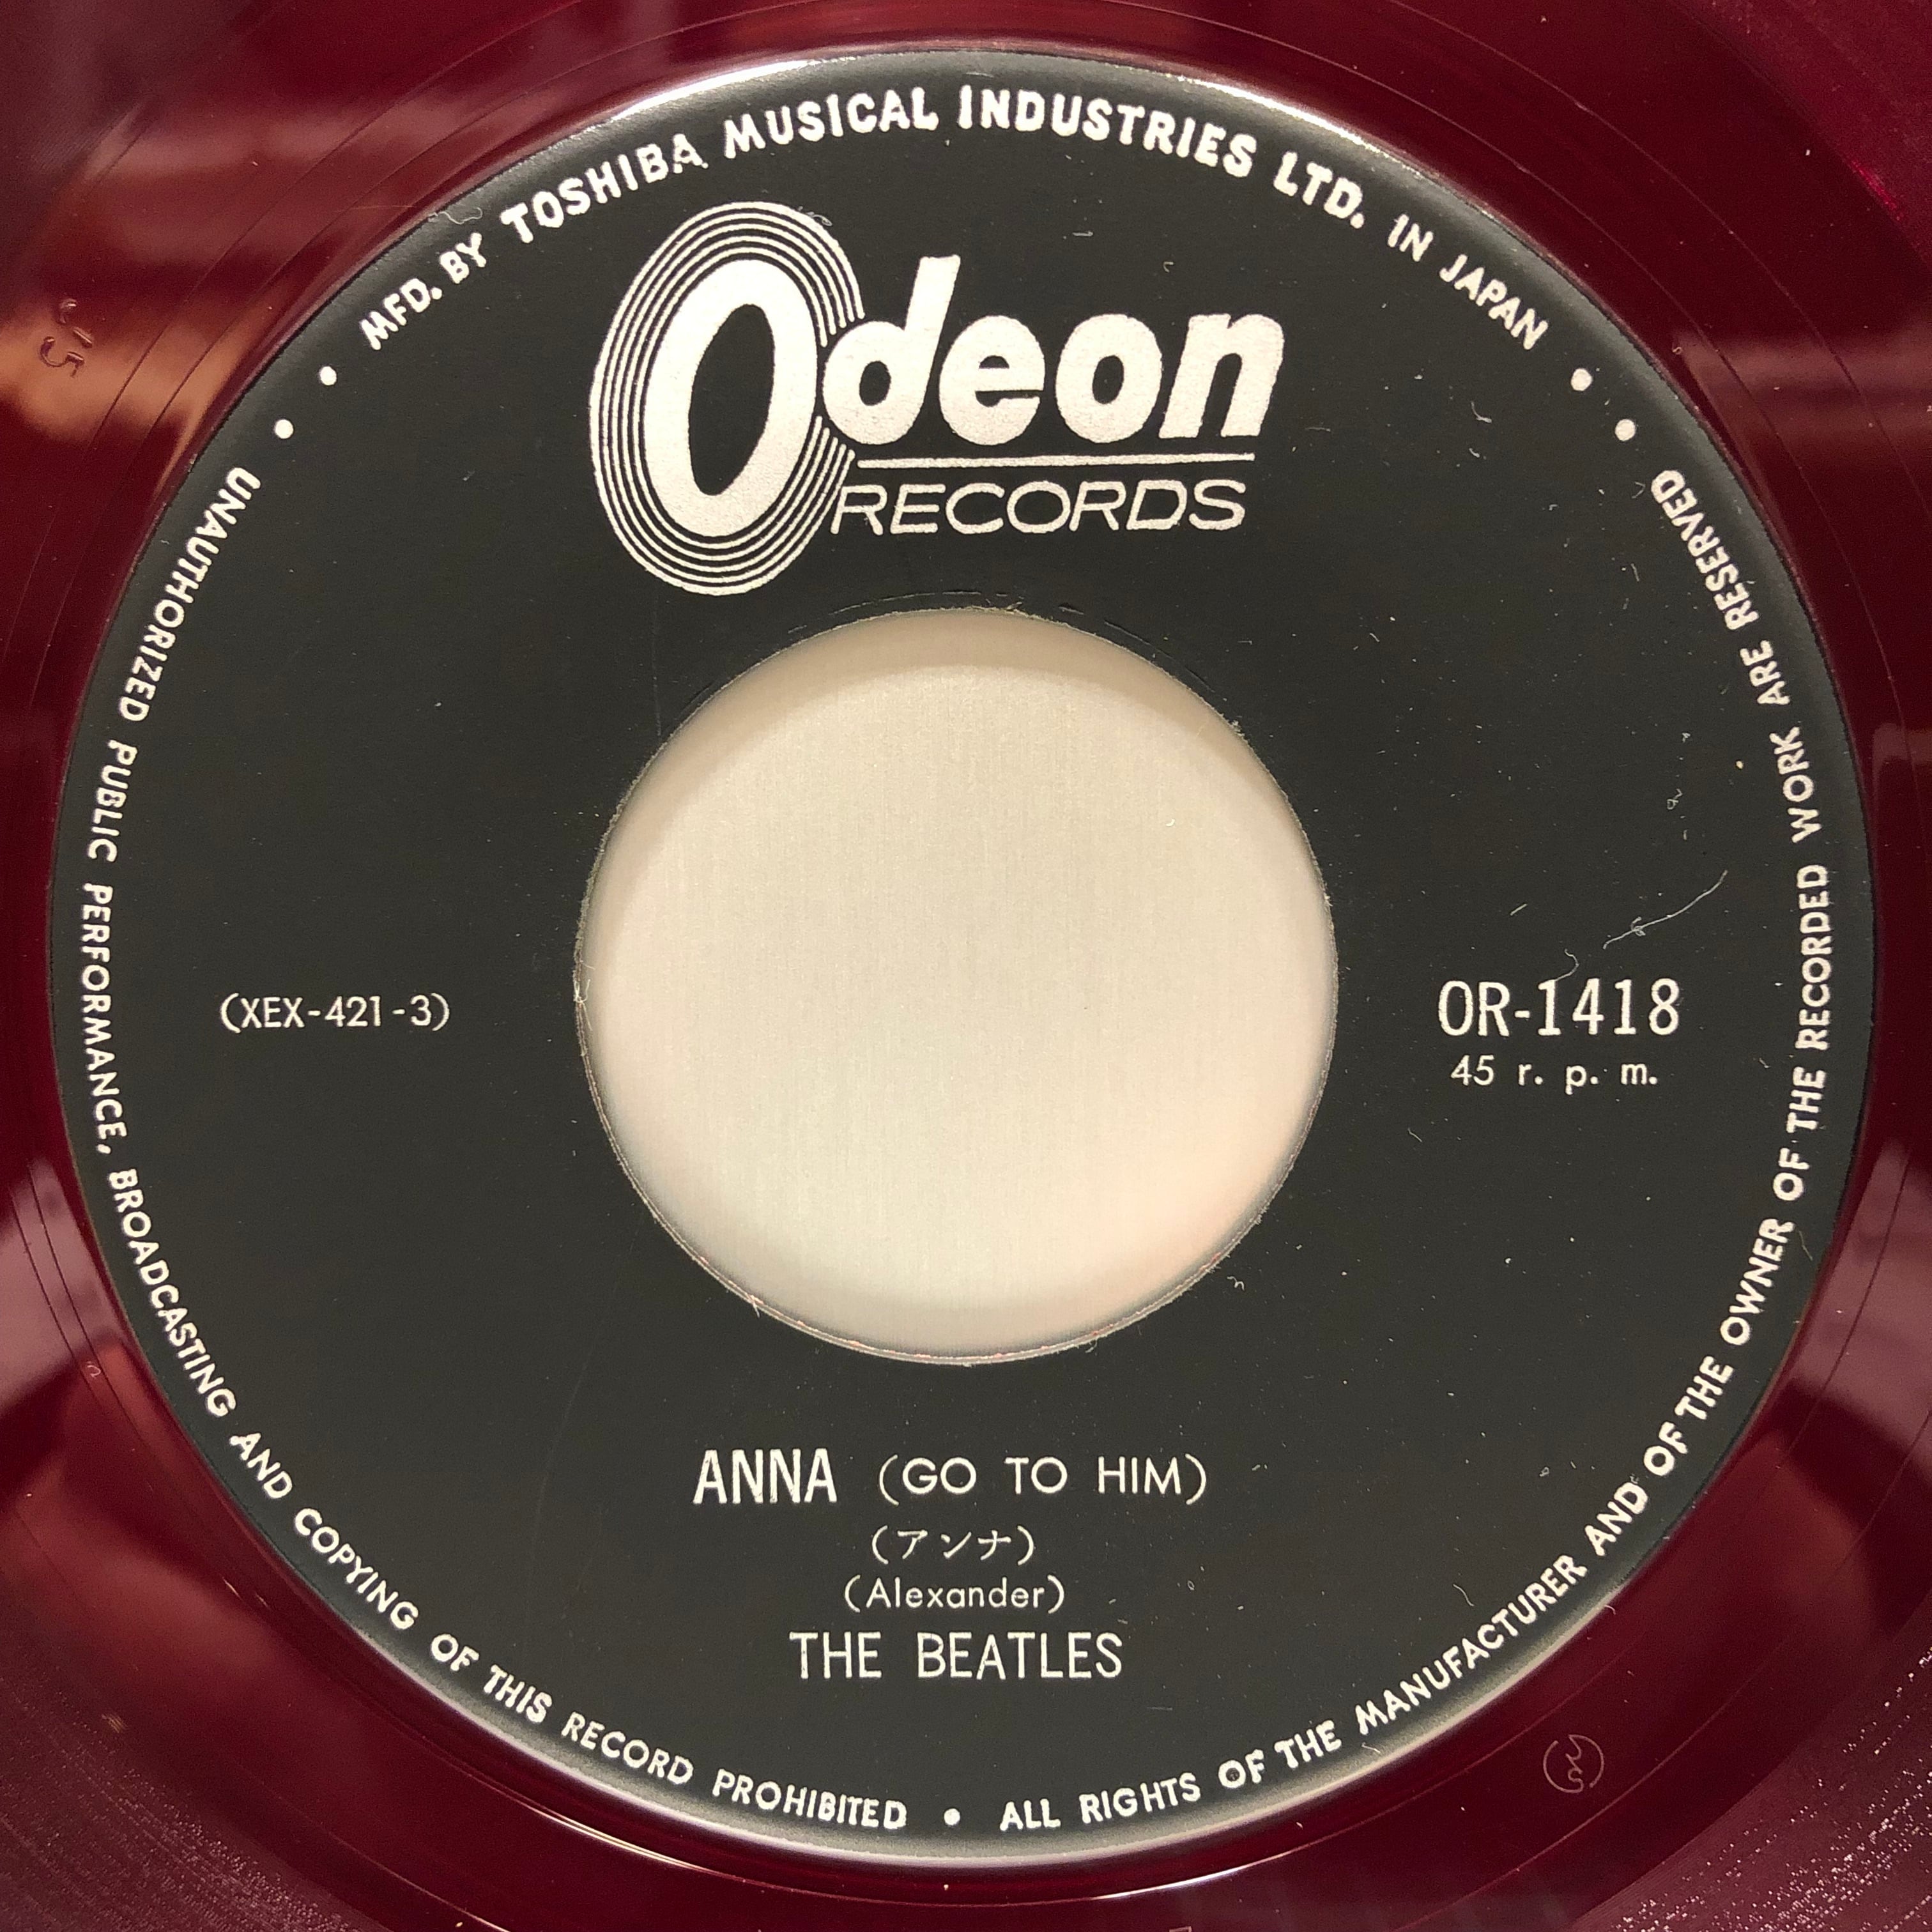 MFD. BY TOSHIBA MUSICAL INDUSTRIES LTD. IN JAPAN •
Odeon
RECORDS
(XEX-421-3)
OR-1418
45 r. p. m.
ANNA (GO TO HIM)
(アンナ)
(Alexander)
THE BEATLES
• UNAUTHORIZED PUBLIC PERFORMANCE, BROADCASTING AND COPYING OF THIS RECORD PROHIBITED • ALL RIGHTS OF THE MANUFACTURER AND OF THE OWNER OF THE RECORDED WORK ARE RESERVED •